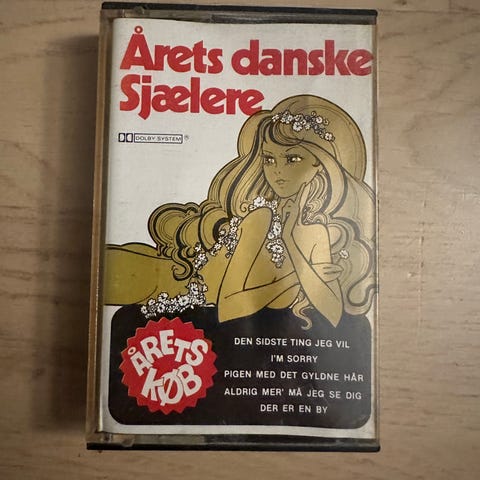 Årets danske
Sjælere
DOLBY SYSTEM ®
DEN SIDSTE TING JEG VIL
I'M SORRY
PIGEN MED DET GYLDNE HÅR
ALDRIG MER' MÅ JEG SE DIG
DER ER EN BY
ÅRETS
KØB